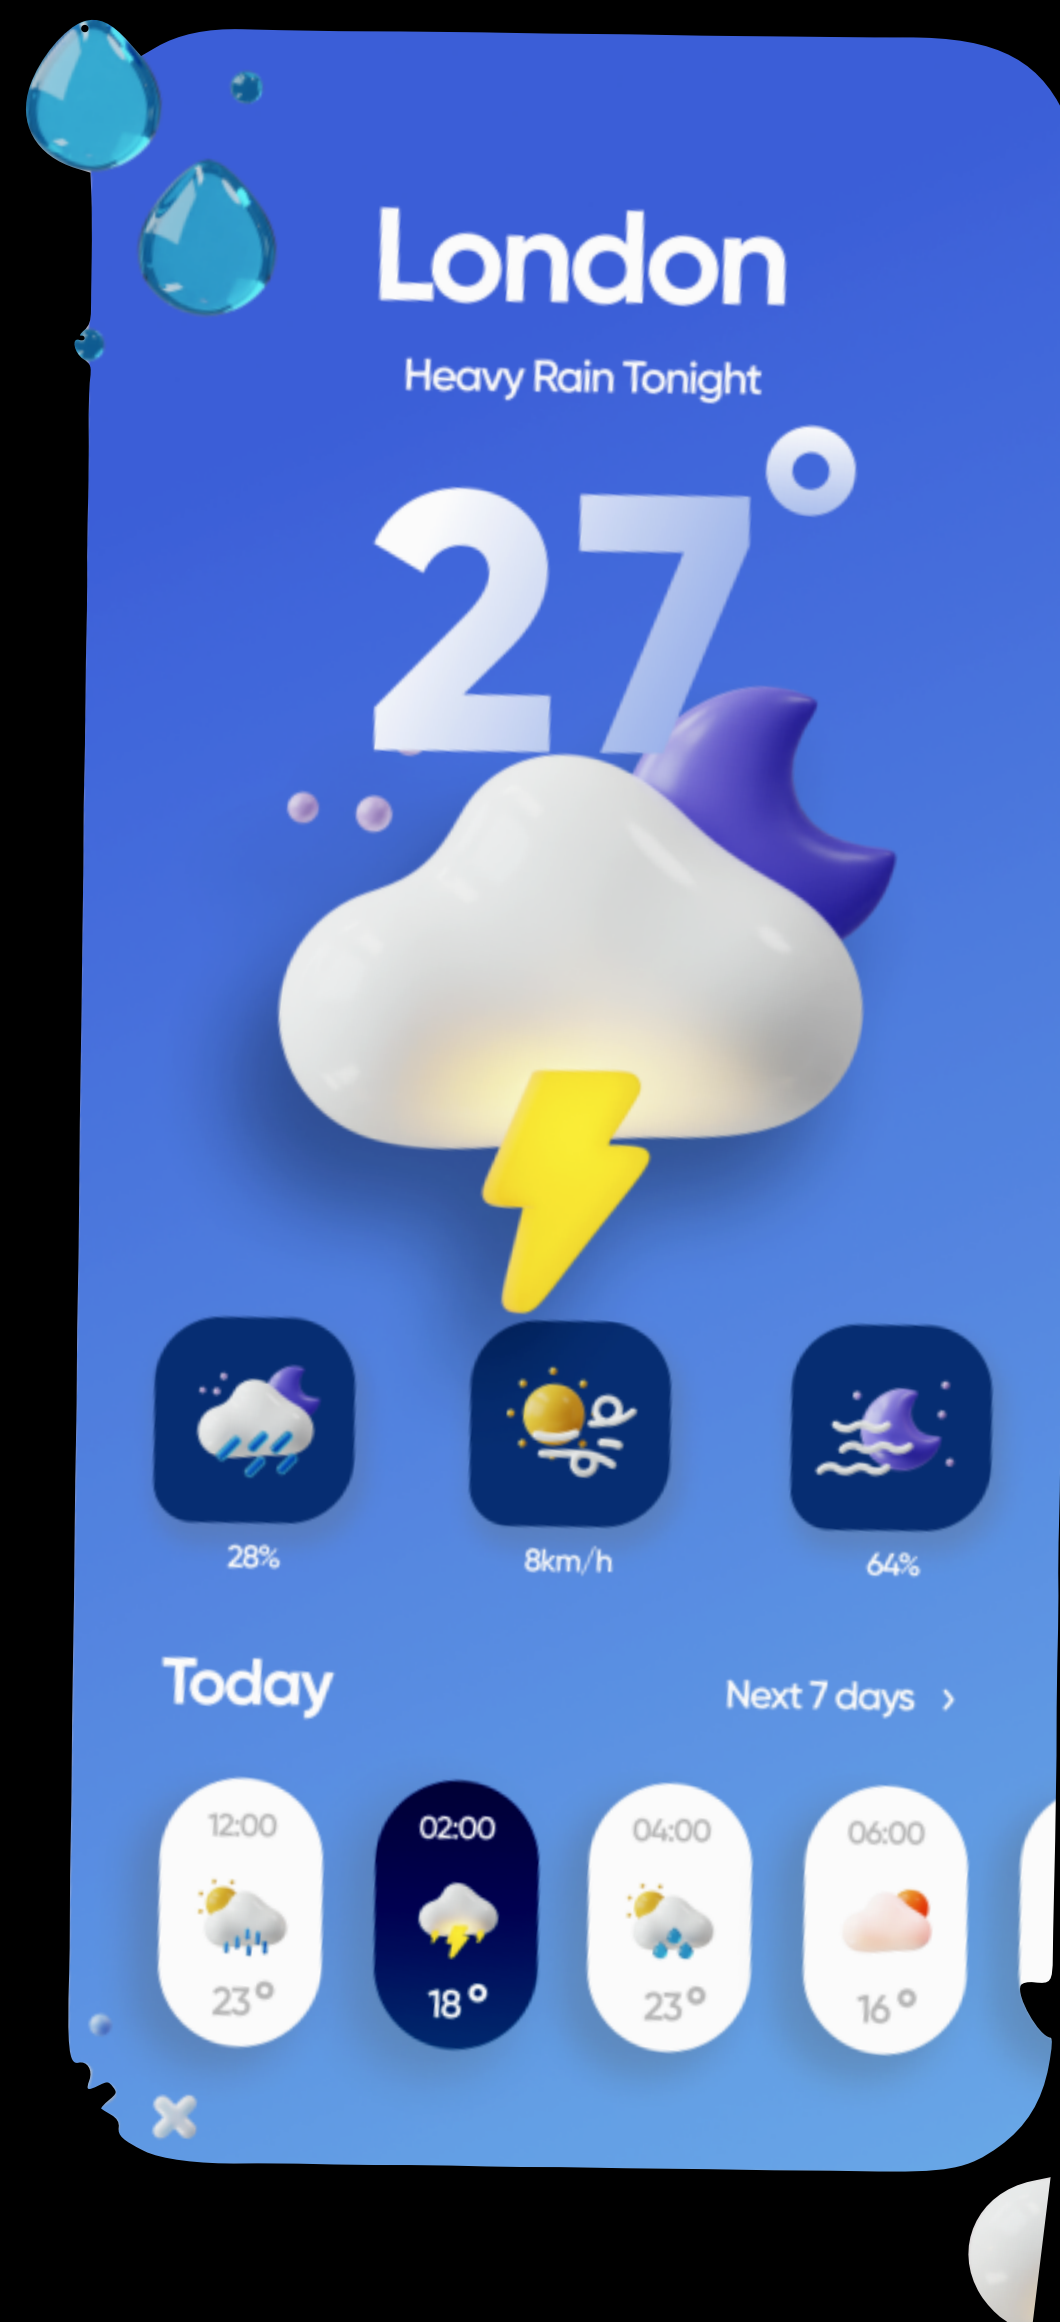 London
Heavy Rain Tonight
27°
28% 8km/h 64%
Today Next 7 days >
12:00 02:00 04:00 06:00
23° 18° 23° 16°